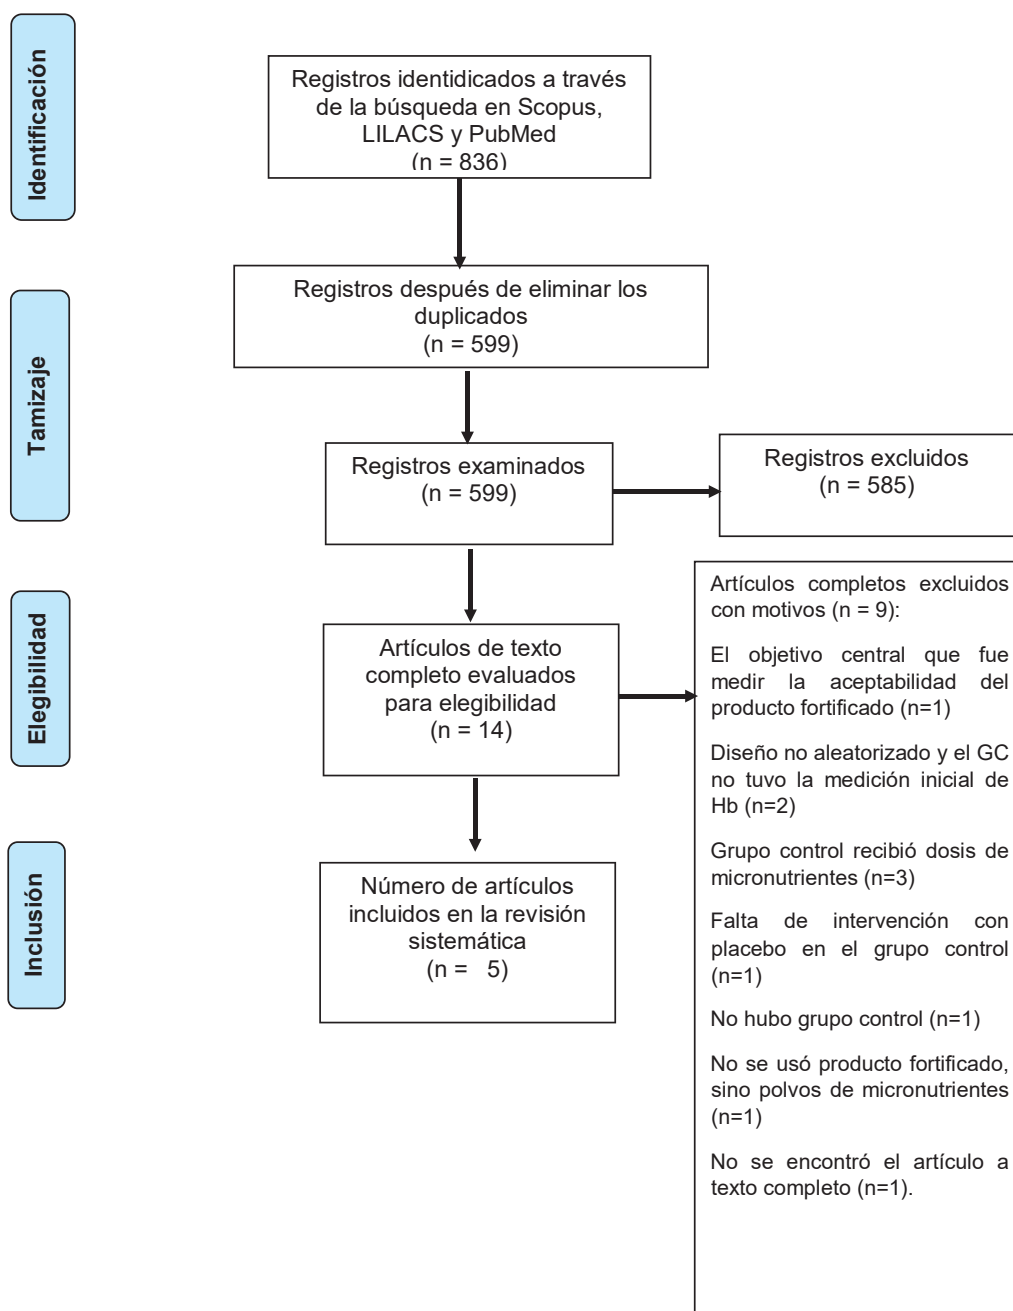 Identificación
Registros identidicados a través
de la búsqueda en Scopus,
LILACS y PubMed
(n = 836)
Tamizaje
Registros después de eliminar los
duplicados
(n = 599)
Registros examinados
(n = 599)
Registros excluidos
(n = 585)
Elegibilidad
Artículos de texto
completo evaluados
para elegibilidad
(n = 14)
Artículos completos excluidos
con motivos (n = 9):
El objetivo central que fue
medir la aceptabilidad del
producto fortificado (n=1)
Diseño no aleatorizado y el GC
no tuvo la medición inicial de
Hb (n=2)
Grupo control recibió dosis de
micronutrientes (n=3)
Falta de intervención con
placebo en el grupo control
(n=1)
No hubo grupo control (n=1)
No se usó producto fortificado,
sino polvos de micronutrientes
(n=1)
No se encontró el artículo a
texto completo (n=1).
Inclusión
Número de artículos
incluidos en la revisión
sistemática
(n = 5)